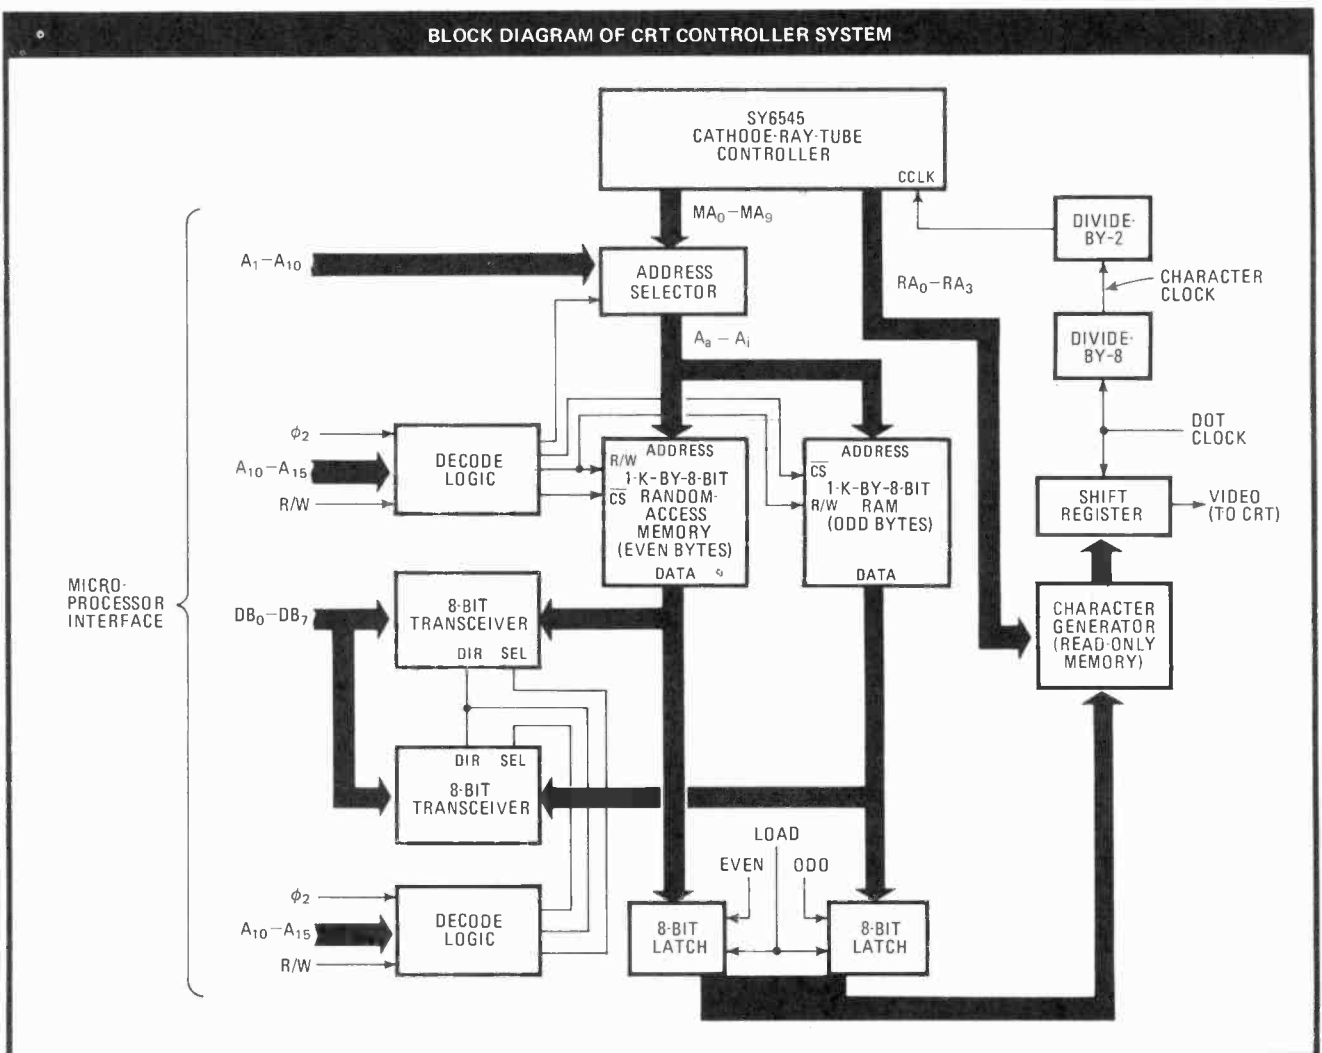 BLOCK DIAGRAM OF CRT CONTROLLER SYSTEM
SY6545
CATHODE-RAY-TUBE
CONTROLLER
CCLK
MA0–MA9
A1–A10
ADDRESS
SELECTOR
RA0–RA3
DIVIDE-
BY-2
CHARACTER
CLOCK
DIVIDE-
BY-8
Aa – Ai
DOT
CLOCK
ϕ2
A10–A15
R/W
DECODE
LOGIC
ADDRESS
R/W
CS
1-K-BY-8-BIT
RANDOM-
ACCESS
MEMORY
(EVEN BYTES)
DATA
ADDRESS
CS
1-K-BY-8-BIT
R/W
RAM
(ODD BYTES)
DATA
SHIFT
REGISTER
VIDEO
(TO CRT)
MICRO-
PROCESSOR
INTERFACE
DB0–DB7
8-BIT
TRANSCEIVER
DIR SEL
CHARACTER
GENERATOR
(READ-ONLY
MEMORY)
DIR SEL
8-BIT
TRANSCEIVER
LOAD
EVEN
ODD
ϕ2
A10–A15
R/W
DECODE
LOGIC
8-BIT
LATCH
8-BIT
LATCH